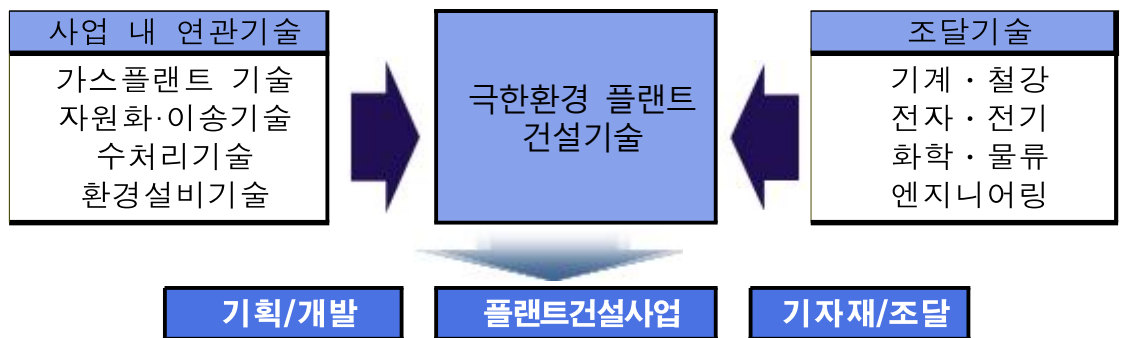 사업 내 연관기술
가스플랜트 기술
자원화·이송기술
수처리기술
환경설비기술
극한환경 플랜트
건설기술
조달기술
기계·철강
전자·전기
화학·물류
엔지니어링
기획/개발
플랜트건설사업
기자재/조달